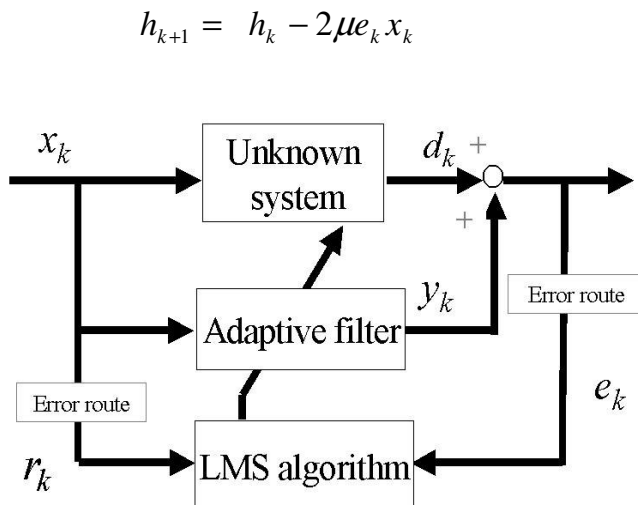 h_{k+1} = h_k - 2μe_k x_k
x_k
Unknown
system
d_k
+
+
y_k
Error route
Adaptive filter
Error route
e_k
r_k
LMS algorithm